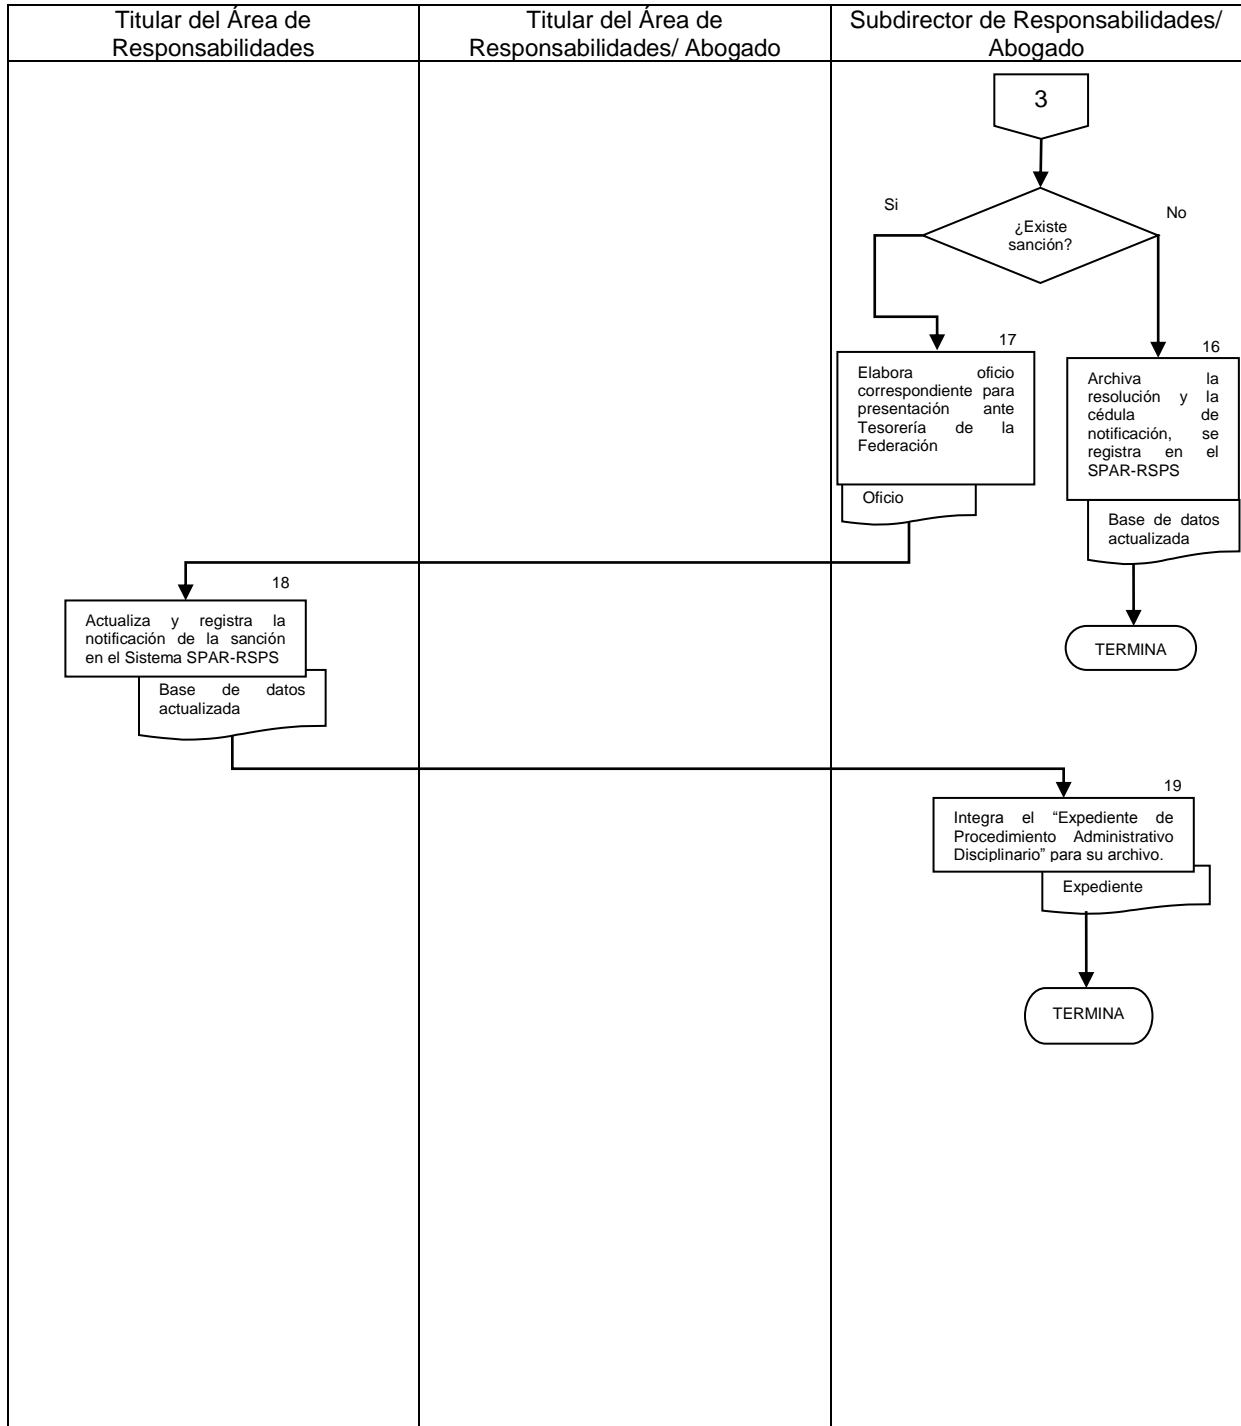 Titular del Área de
Responsabilidades
Titular del Área de
Responsabilidades/ Abogado
Subdirector de Responsabilidades/
Abogado
3
Si
No
¿Existe
sanción?
17
Elabora oficio
correspondiente para
presentación ante
Tesorería de la
Federación
Oficio
16
Archiva la
resolución y la
cédula de
notificación, se
registra en el
SPAR-RSPS
Base de datos
actualizada
TERMINA
18
Actualiza y registra la
notificación de la sanción
en el Sistema SPAR-RSPS
Base de datos
actualizada
19
Integra el “Expediente de
Procedimiento Administrativo
Disciplinario” para su archivo.
Expediente
TERMINA